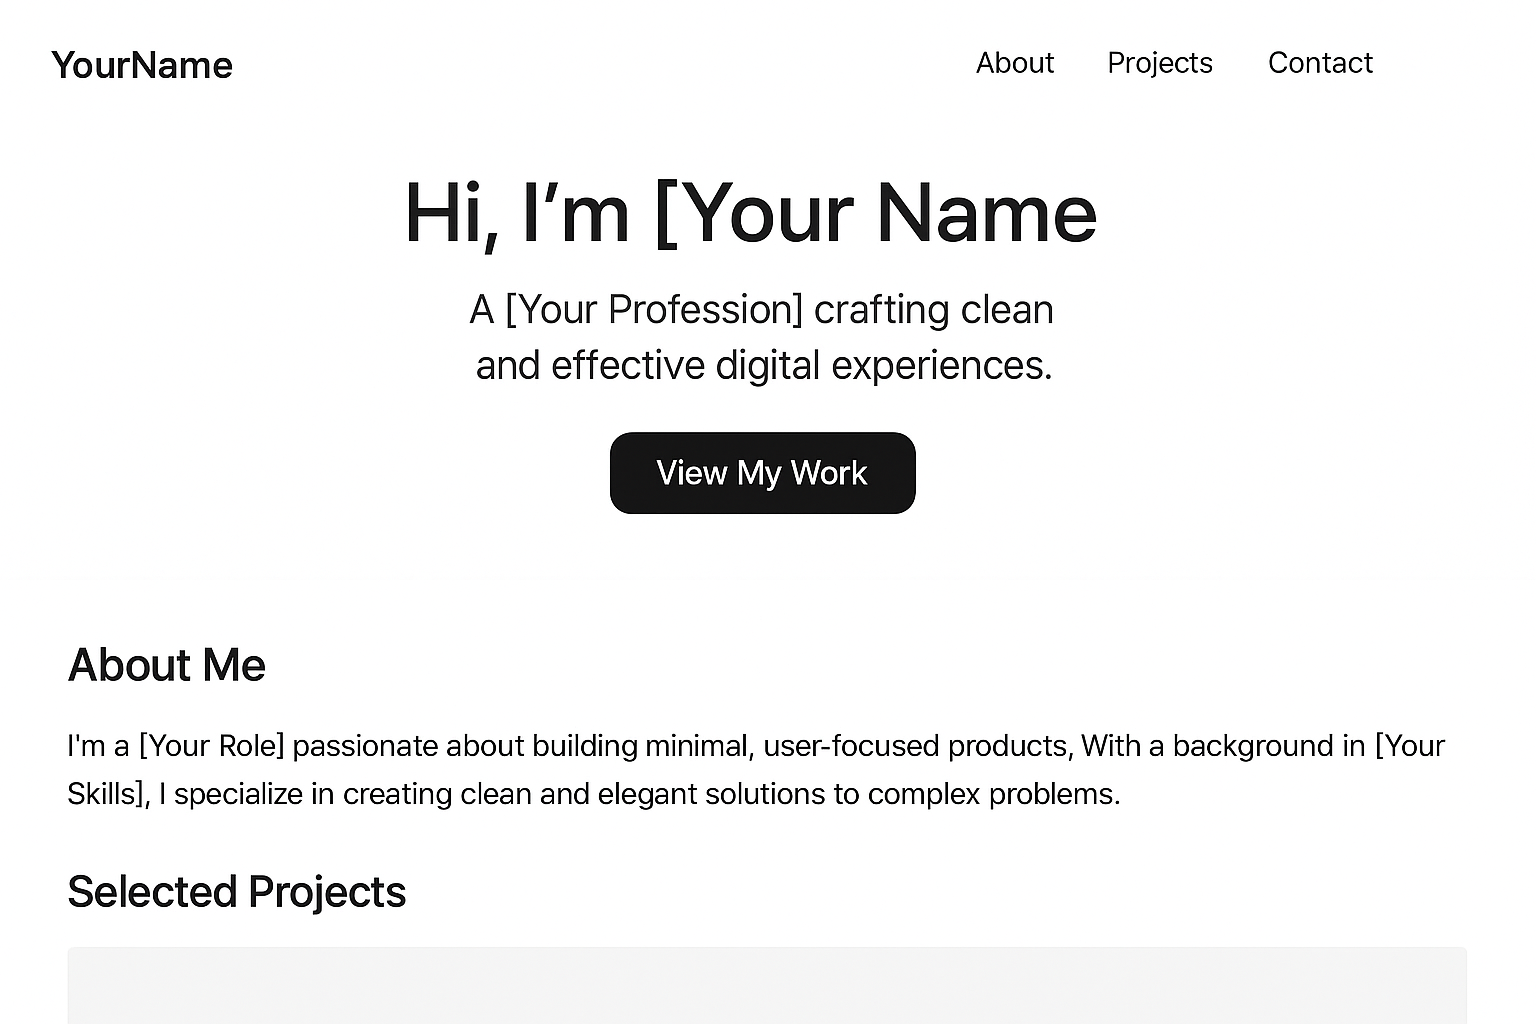 YourName
About Projects Contact
Hi, I’m [Your Name
A [Your Profession] crafting clean
and effective digital experiences.
View My Work
About Me
I'm a [Your Role] passionate about building minimal, user-focused products, With a background in [Your
Skills], I specialize in creating clean and elegant solutions to complex problems.
Selected Projects